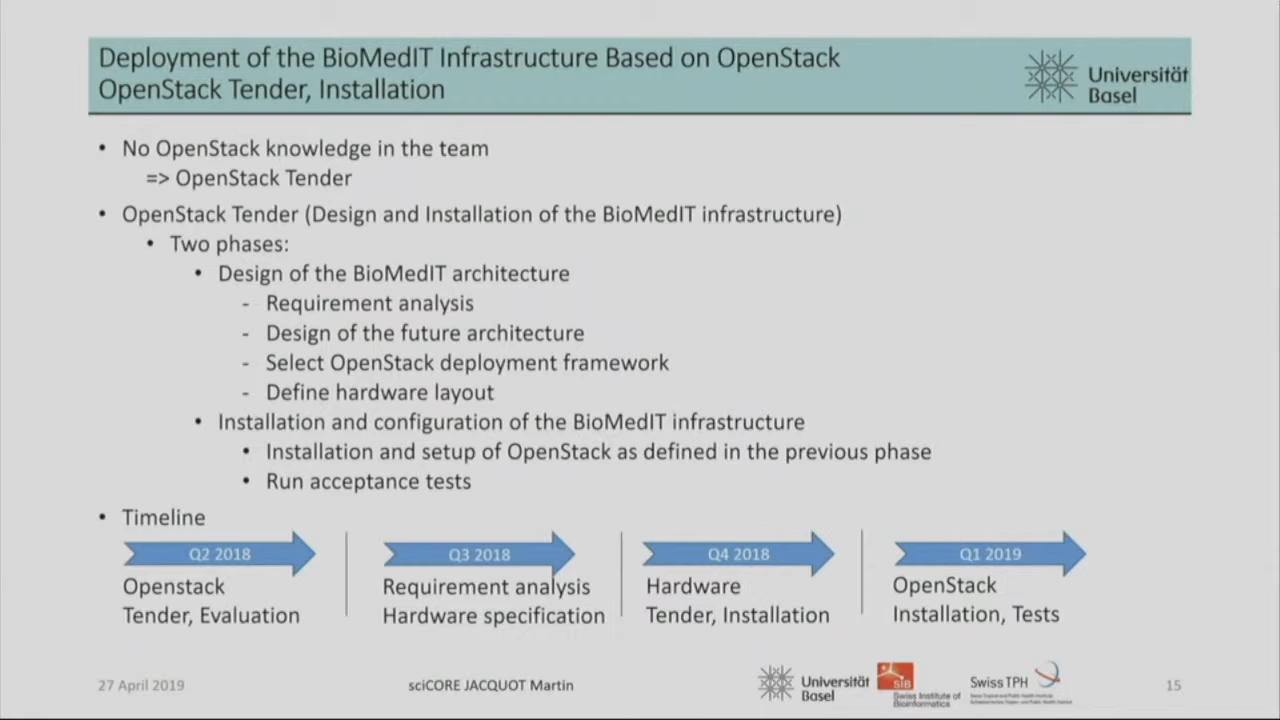 Deployment of the BioMedIT Infrastructure Based on OpenStack
OpenStack Tender, Installation
Universität
Basel
• No OpenStack knowledge in the team
=> OpenStack Tender
• OpenStack Tender (Design and Installation of the BioMedIT infrastructure)
• Two phases:
• Design of the BioMedIT architecture
- Requirement analysis
- Design of the future architecture
- Select OpenStack deployment framework
- Define hardware layout
• Installation and configuration of the BioMedIT infrastructure
• Installation and setup of OpenStack as defined in the previous phase
• Run acceptance tests
• Timeline
Q2 2018
Q3 2018
Q4 2018
Q1 2019
Openstack
Tender, Evaluation
Requirement analysis
Hardware specification
Hardware
Tender, Installation
OpenStack
Installation, Tests
27 April 2019
sciCORE JACQUOT Martin
Universität
Basel
SIB
Swiss Institute of
Bioinformatics
Swiss TPH
15